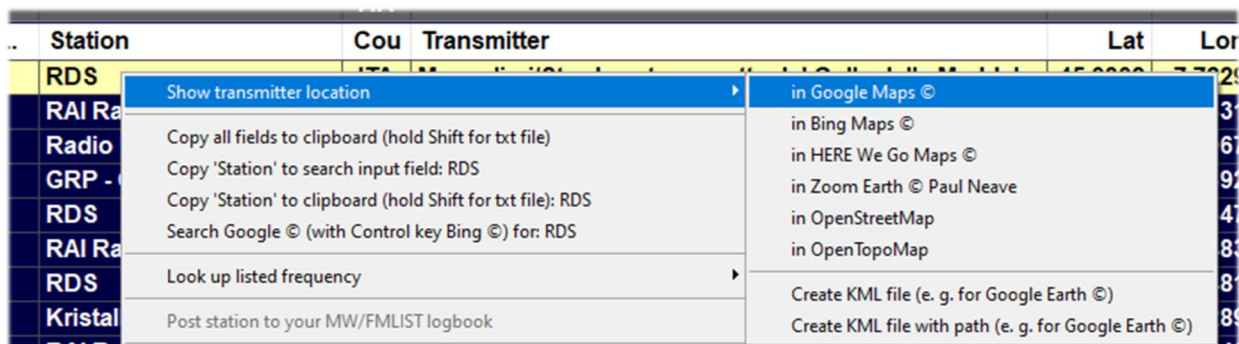 Station Cou Transmitter Lat
RDS
Show transmitter location
in Google Maps ©
in Bing Maps ©
in HERE We Go Maps ©
in Zoom Earth © Paul Neave
in OpenStreetMap
in OpenTopoMap
Create KML file (e. g. for Google Earth ©)
Create KML file with path (e. g. for Google Earth ©)
Copy all fields to clipboard (hold Shift for txt file)
Copy 'Station' to search input field: RDS
Copy 'Station' to clipboard (hold Shift for txt file): RDS
Search Google © (with Control key Bing ©) for: RDS
Look up listed frequency
Post station to your MW/FMLIST logbook
RAI Ra
Radio
GRP -
RDS
RAI Ra
RDS
Kristal